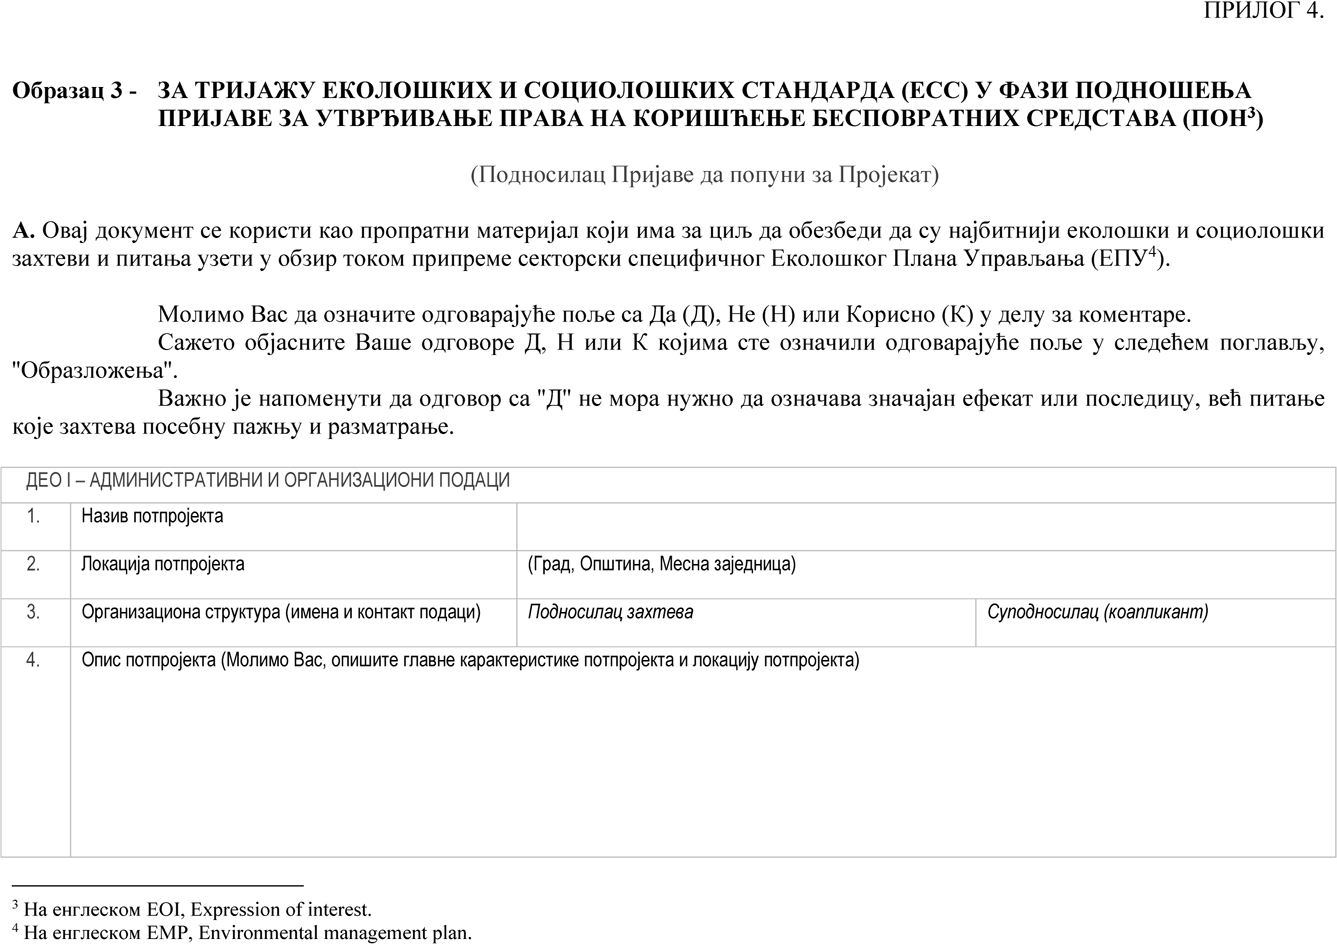 ПРИЛОГ 4.
Образац 3 - ЗА ТРИЈАЖУ ЕКОЛОШКИХ И СОЦИОЛОШКИХ СТАНДАРДА (ЕСС) У ФАЗИ ПОДНОШЕЊА
ПРИЈАВЕ ЗА УТВРЂИВАЊЕ ПРАВА НА КОРИШЋЕЊЕ БЕСПОВРАТНИХ СРЕДСТАВА (ПОН³)
(Подносилац Пријаве да попуни за Пројекат)
А. Овај документ се користи као пропратни материјал који има за циљ да обезбеди да су најбитнији еколошки и социолошки
захтеви и питања узети у обзир током припреме секторски специфичног Еколошког Плана Управљања (ЕПУ⁴).
Молимо Вас да означите одговарајуће поље са Да (Д), Не (Н) или Корисно (К) у делу за коментаре.
Сажето објасните Ваше одговоре Д, Н или К којима сте означили одговарајуће поље у следећем поглављу,
"Образложења".
Важно је напоменути да одговор са "Д" не мора нужно да означава значајан ефекат или последицу, већ питање
које захтева посебну пажњу и разматрање.
ДЕО I – АДМИНИСТРАТИВНИ И ОРГАНИЗАЦИОНИ ПОДАЦИ
1. Назив потпројекта
2. Локација потпројекта (Град, Општина, Месна заједница)
3. Организациона структура (имена и контакт подаци) Подносилац захтева Суподносилац (коапликант)
4. Опис потпројекта (Молимо Вас, опишите главне карактеристике потпројекта и локацију потпројекта)
³ На енглеском EOI, Expression of interest.
⁴ На енглеском EMP, Environmental management plan.